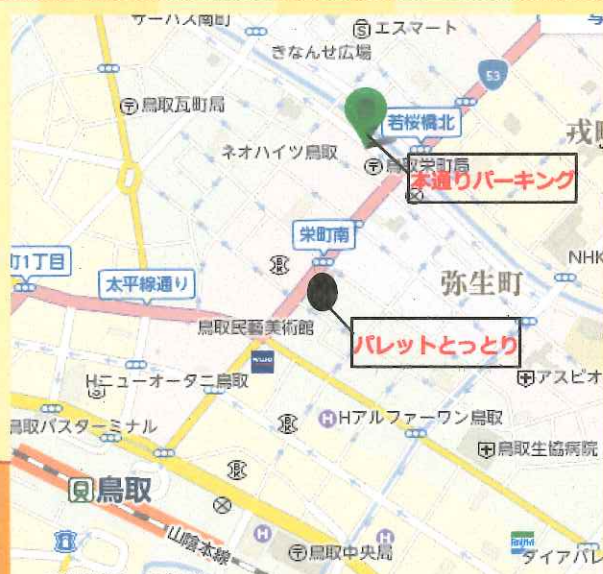 サーパス南町
エスマート
きなんせ広場
53
鳥取瓦町局
若桜橋北
戎町
ネオハイツ鳥取
鳥取栄町局
本通りパーキング
栄町南
NHK
町1丁目
太平線通り
弥生町
鳥取民藝美術館
パレットとっとり
Hニューオータニ鳥取
アスピオ
鳥取バスターミナル
Hアルファーワン鳥取
鳥取生協病院
鳥取
山陰本線
鳥取中央局
ダイアパレ